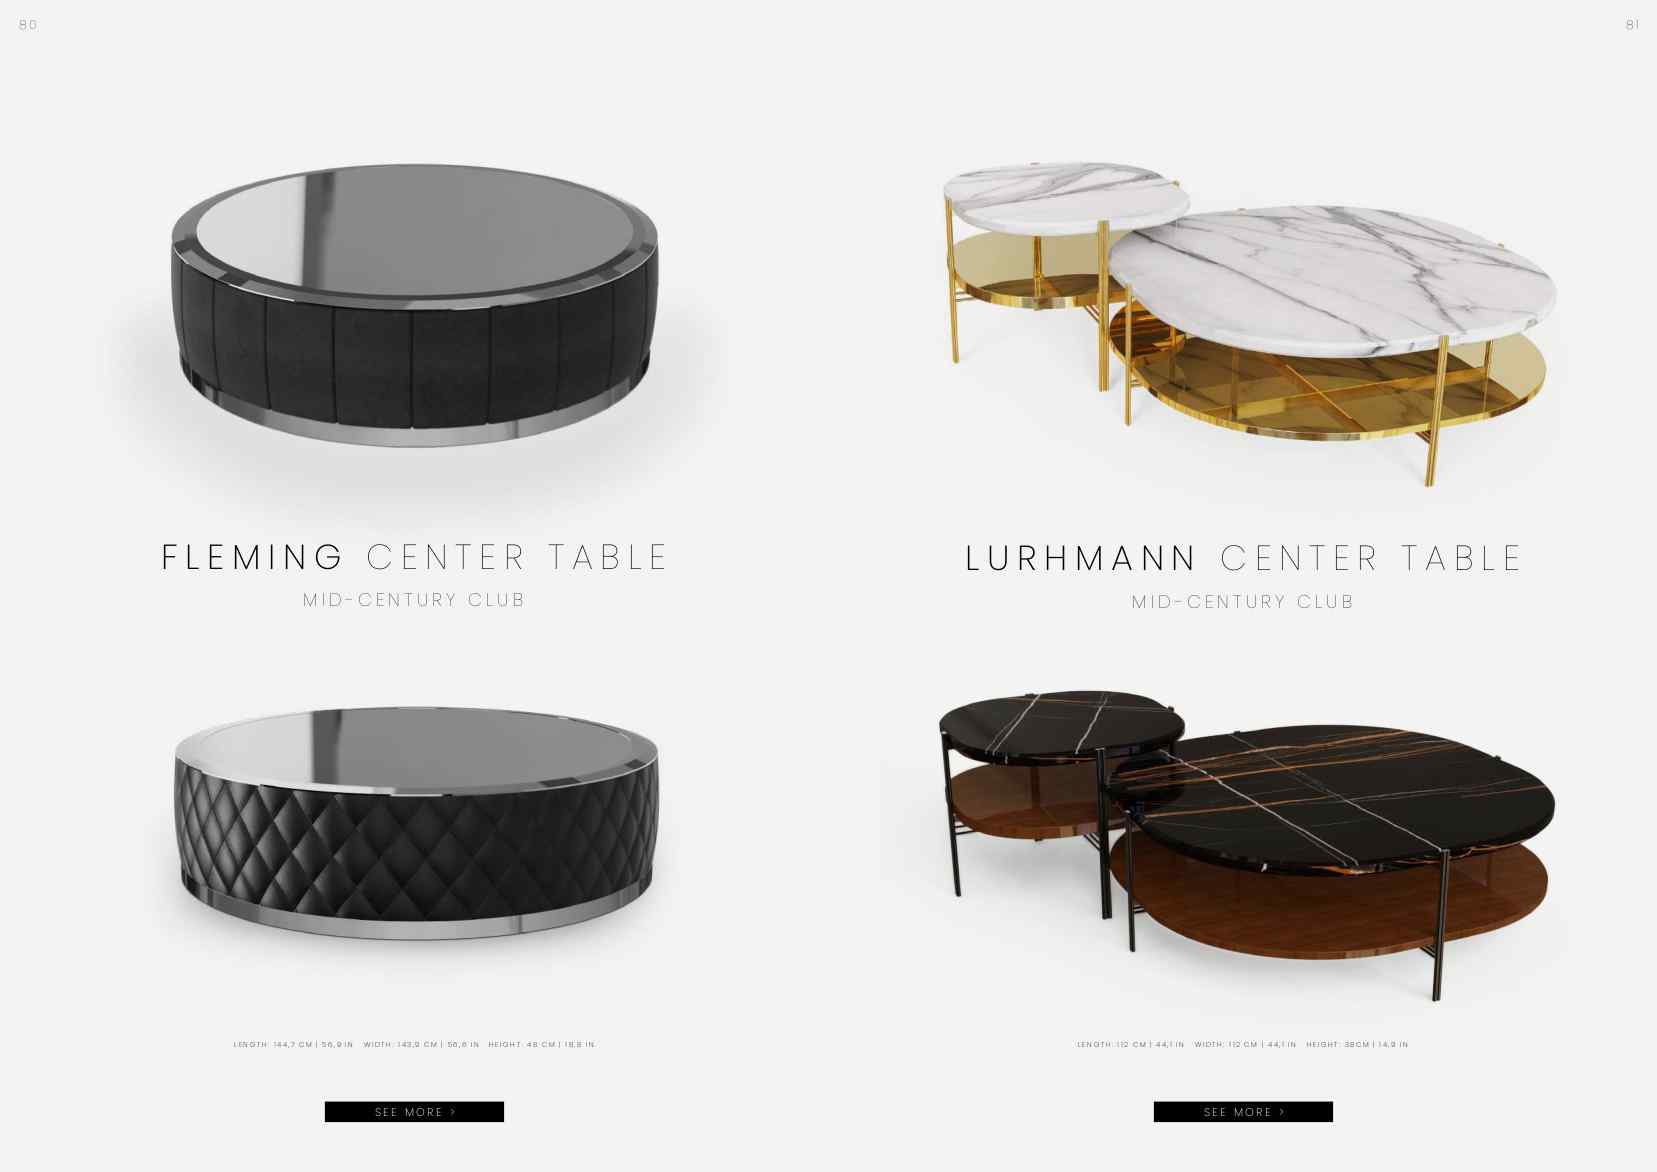 80
81
FLEMING CENTER TABLE
MID-CENTURY CLUB
LENGTH: 144,7 CM | 56,9 IN WIDTH: 143,9 CM | 56,6 IN HEIGHT: 48 CM | 18,8 IN
SEE MORE >
LURHMANN CENTER TABLE
MID-CENTURY CLUB
LENGTH: 112 CM | 44,1 IN WIDTH: 112 CM | 44,1 IN HEIGHT: 38CM | 14,9 IN
SEE MORE >